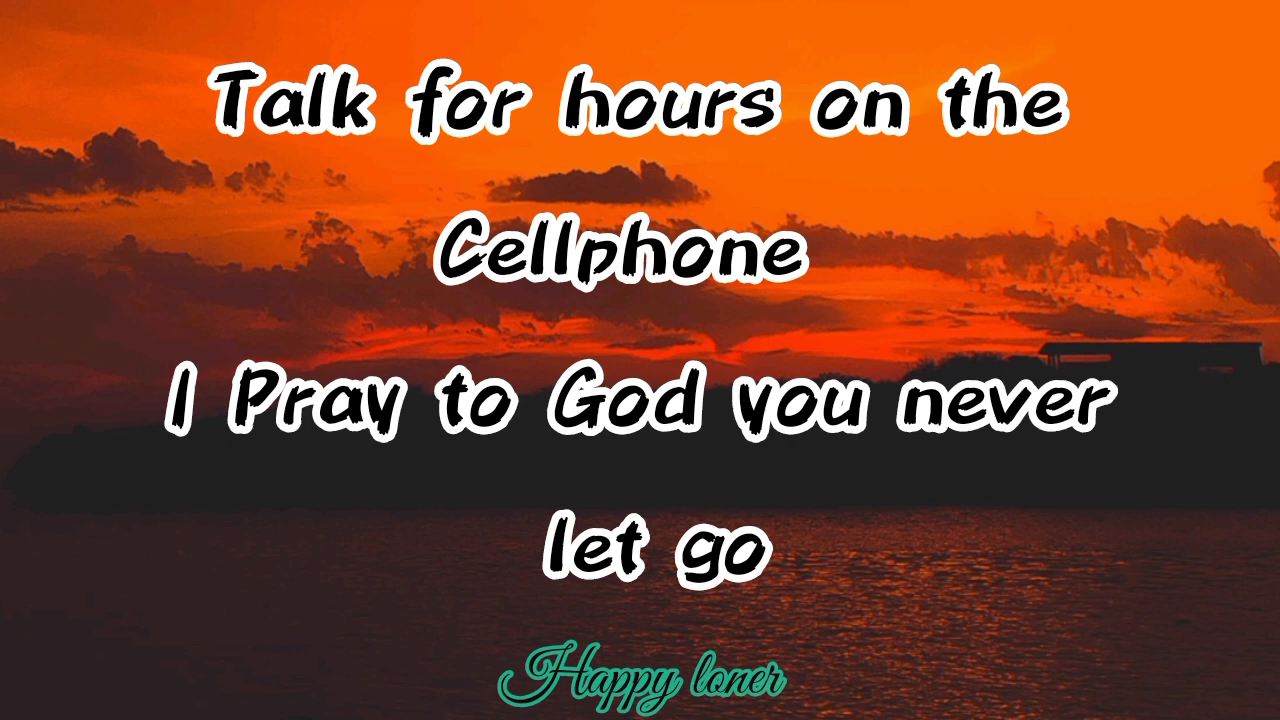 Talk for hours on the
Cellphone
I Pray to God you never
let go
Happy loner